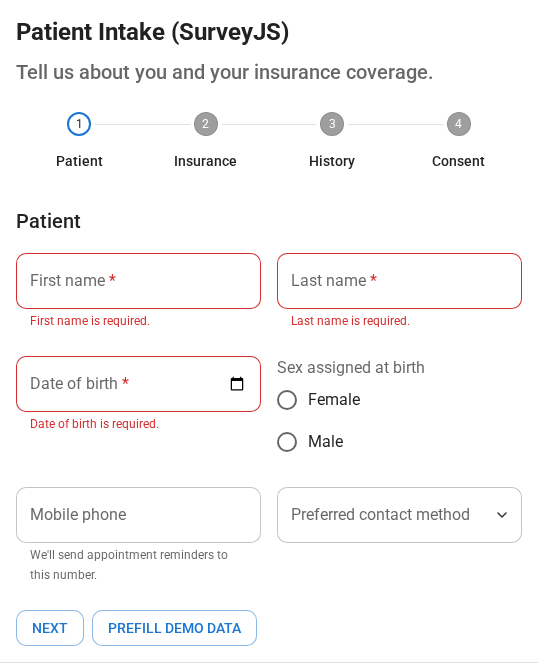 Patient Intake (SurveyJS)
Tell us about you and your insurance coverage.
1 2 3 4
Patient Insurance History Consent
Patient
First name *
Last name *
First name is required.
Last name is required.
Date of birth *
Date of birth is required.
Sex assigned at birth
Female
Male
Mobile phone
We'll send appointment reminders to
this number.
Preferred contact method
NEXT PREFILL DEMO DATA